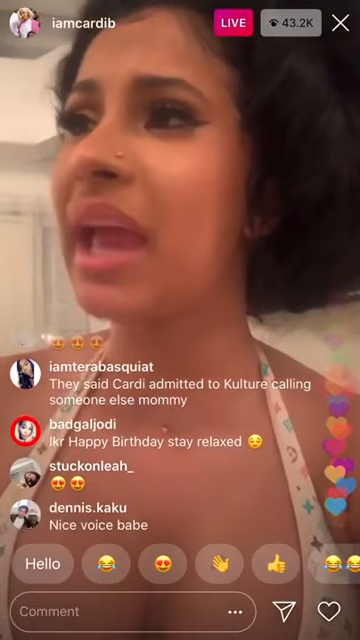 iamcardib
LIVE
43.2K
😍😍😍
iamterabasquiat
They said Cardi admitted to Kulture calling
someone else mommy
badgaljodi
Ikr Happy Birthday stay relaxed 😌
stuckonleah_
😍😍
dennis.kaku
Nice voice babe
Hello 😂 😍 👋 👍 😂😂
Comment